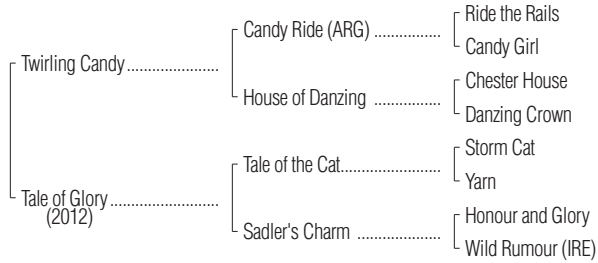 Ride the Rails
Candy Ride (ARG) ................
Candy Girl
Twirling Candy ......................
Chester House
House of Danzing ................
Danzing Crown
Storm Cat
Tale of the Cat........................
Yarn
Tale of Glory ..........................
(2012)
Honour and Glory
Sadler's Charm ....................
Wild Rumour (IRE)